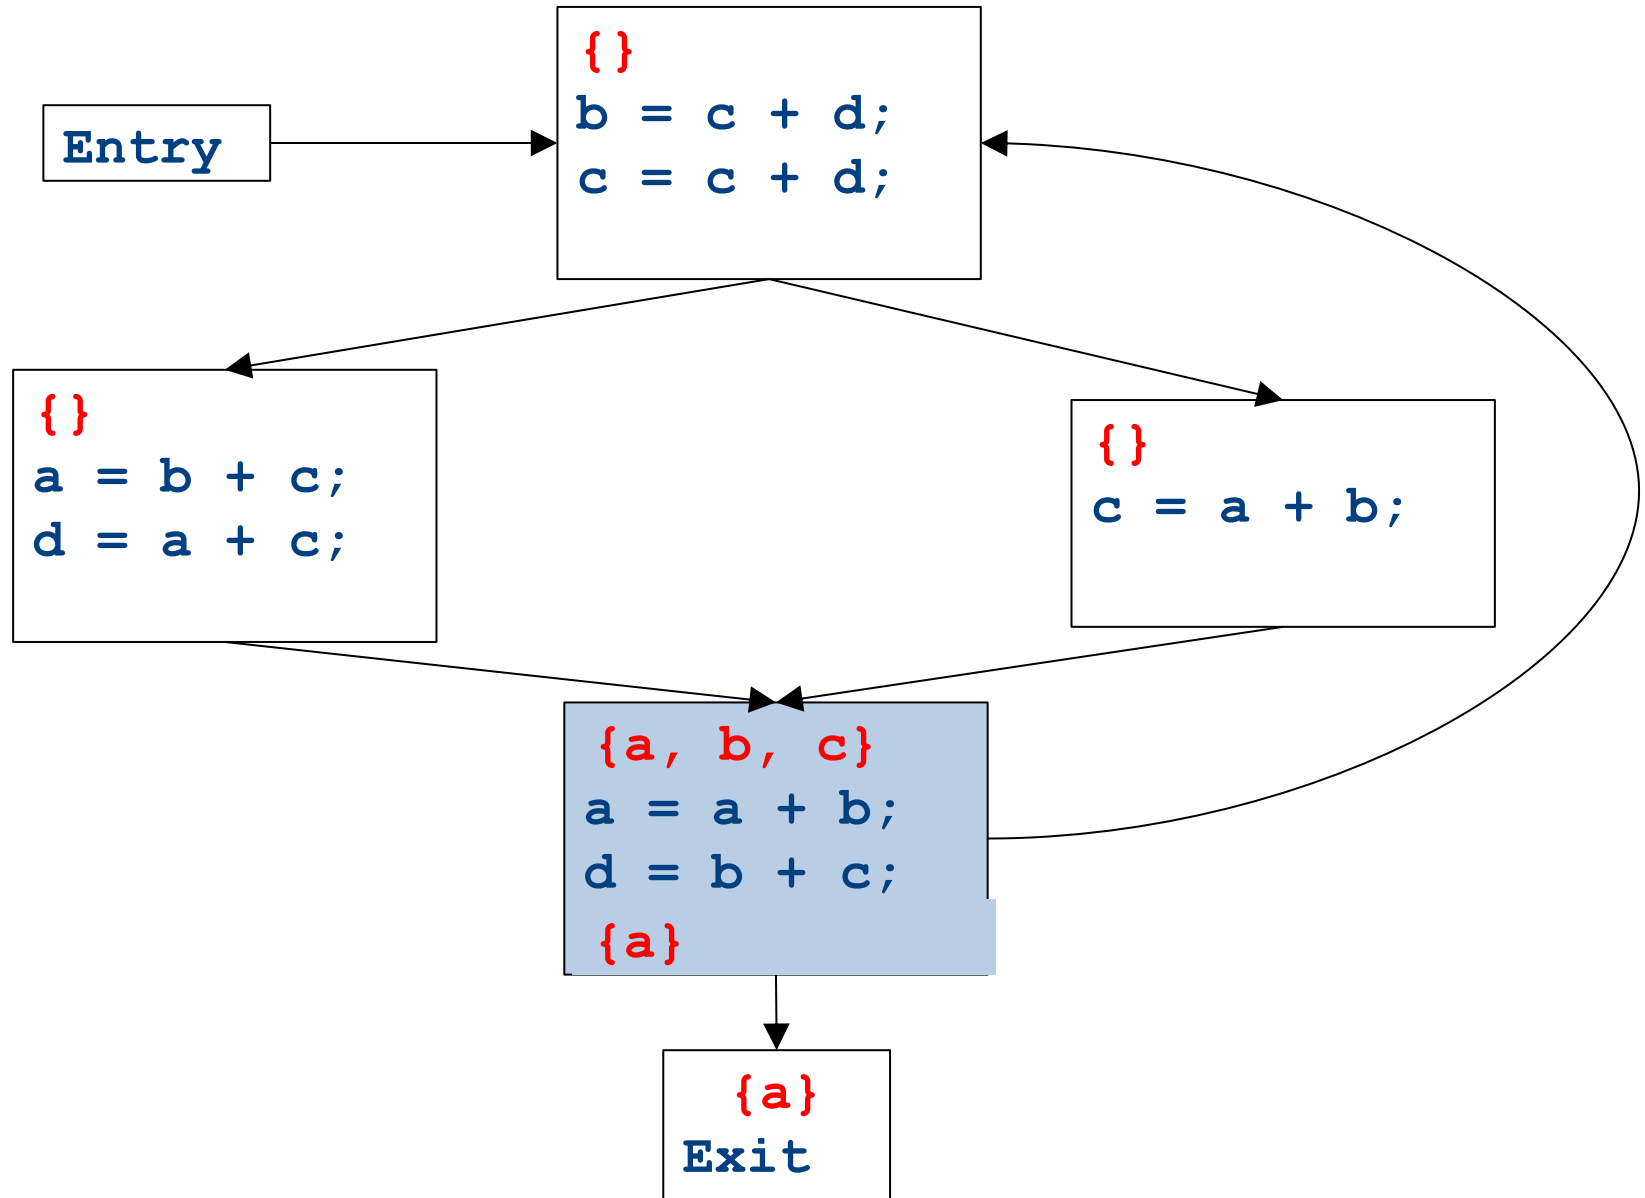 {}
b = c + d;
c = c + d;
Entry
{}
a = b + c;
d = a + c;
{}
c = a + b;
{a, b, c}
a = a + b;
d = b + c;
{a}
{a}
Exit